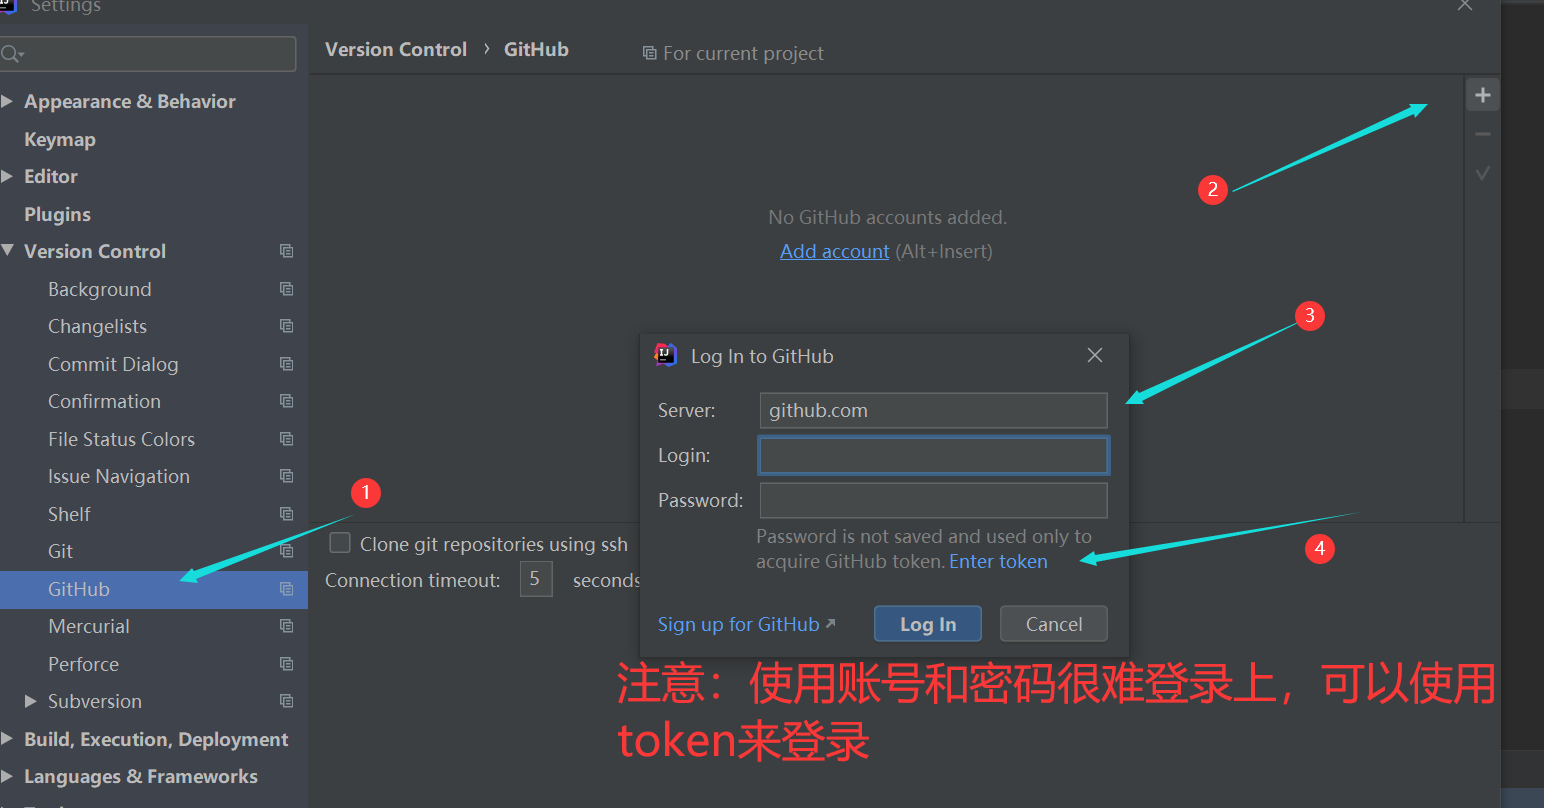 Settings
Version Control › GitHub For current project
Appearance & Behavior
Keymap
Editor
Plugins
Version Control
Background
Changelists
Commit Dialog
Confirmation
File Status Colors
Issue Navigation
Shelf
Git
GitHub
Mercurial
Perforce
Subversion
Build, Execution, Deployment
Languages & Frameworks
1
2
No GitHub accounts added.
Add account (Alt+Insert)
3
IJ Log In to GitHub
Server: github.com
Login:
Password:
Password is not saved and used only to
acquire GitHub token. Enter token
4
Sign up for GitHub
Log In
Cancel
Clone git repositories using ssh
Connection timeout: 5 seconds
注意：使用账号和密码很难登录上，可以使用
token来登录